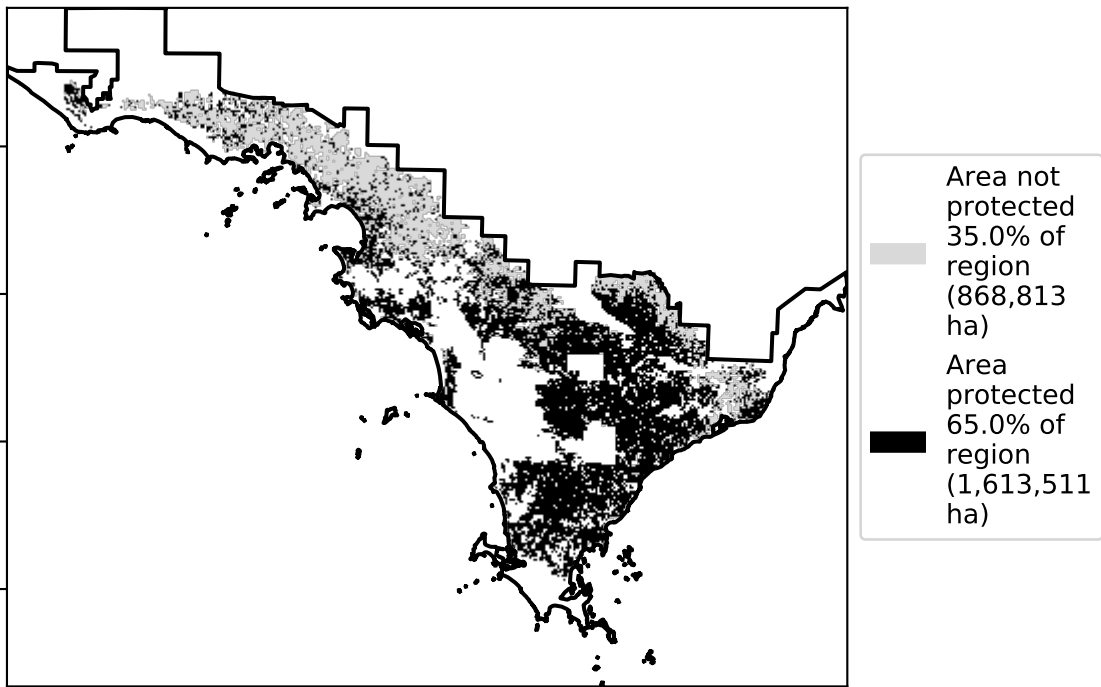 Area not
protected
35.0% of
region
(868,813
ha)
Area
protected
65.0% of
region
(1,613,511
ha)